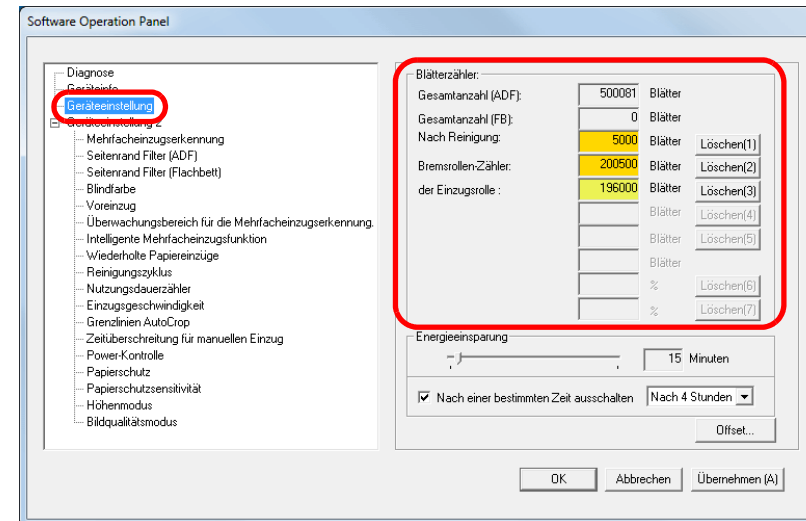 Software Operation Panel
Diagnose
Geräteinfo
Geräteeinstellung
Geräteeinstellung 2
Mehrfacheinzugserkennung
Seitenrand Filter (ADF)
Seitenrand Filter (Flachbett)
Blindfarbe
Voreinzug
Überwachungsbereich für die Mehrfacheinzugserkennung.
Intelligente Mehrfacheinzugsfunktion
Wiederholte Papiereinzüge
Reinigungszyklus
Nutzungsdauerzähler
Einzugsgeschwindigkeit
Grenzlinien AutoCrop
Zeitüberschreitung für manuellen Einzug
Power-Kontrolle
Papierschutz
Papierschutzsensitivität
Höhenmodus
Bildqualitätsmodus
Blätterzähler:
Gesamtanzahl (ADF): 500081 Blätter
Gesamtanzahl (FB): 0 Blätter
Nach Reinigung: 5000 Blätter Löschen(1)
Bremsrollen-Zähler: 200500 Blätter Löschen(2)
der Einzugsrolle : 196000 Blätter Löschen(3)
Blätter Löschen(4)
Blätter Löschen(5)
Blätter
% Löschen(6)
% Löschen(7)
Energieeinsparung
15 Minuten
Nach einer bestimmten Zeit ausschalten Nach 4 Stunden
Offset...
OK Abbrechen Übernehmen (A)